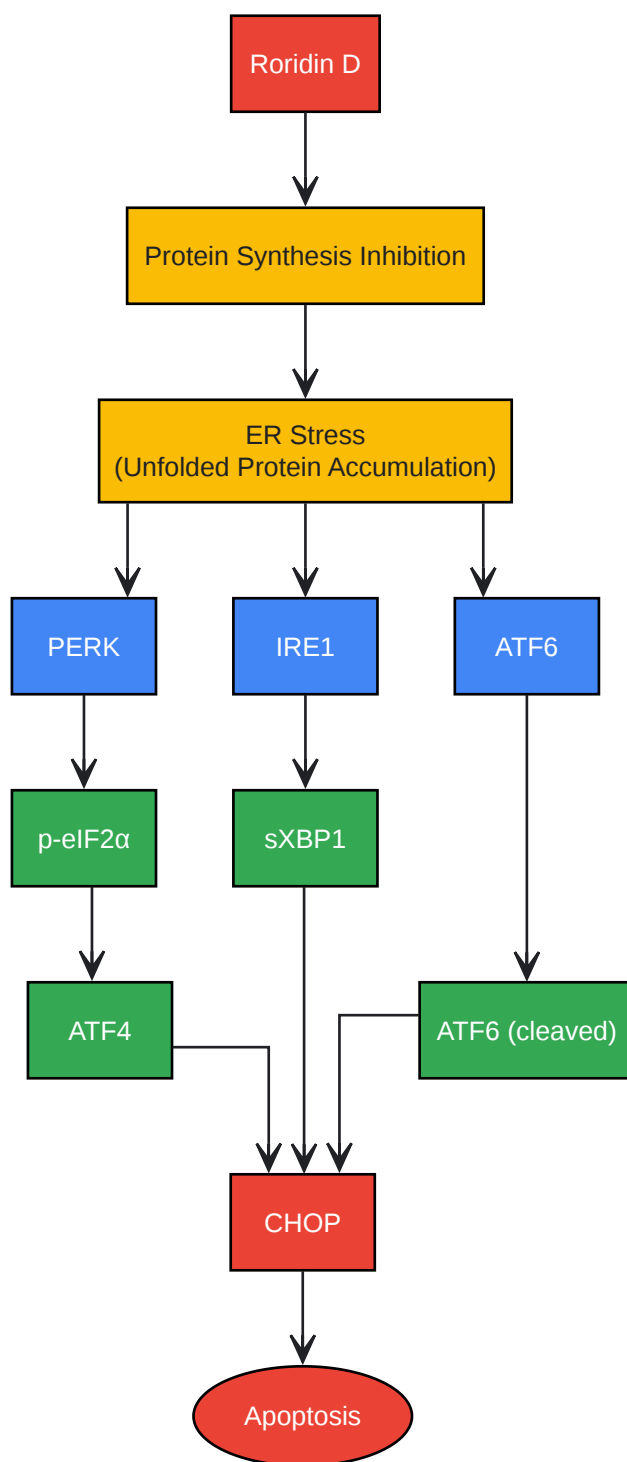 Roridin D
Protein Synthesis Inhibition
ER Stress
(Unfolded Protein Accumulation)
PERK
IRE1
ATF6
p-eIF2α
sXBP1
ATF4
ATF6 (cleaved)
CHOP
Apoptosis